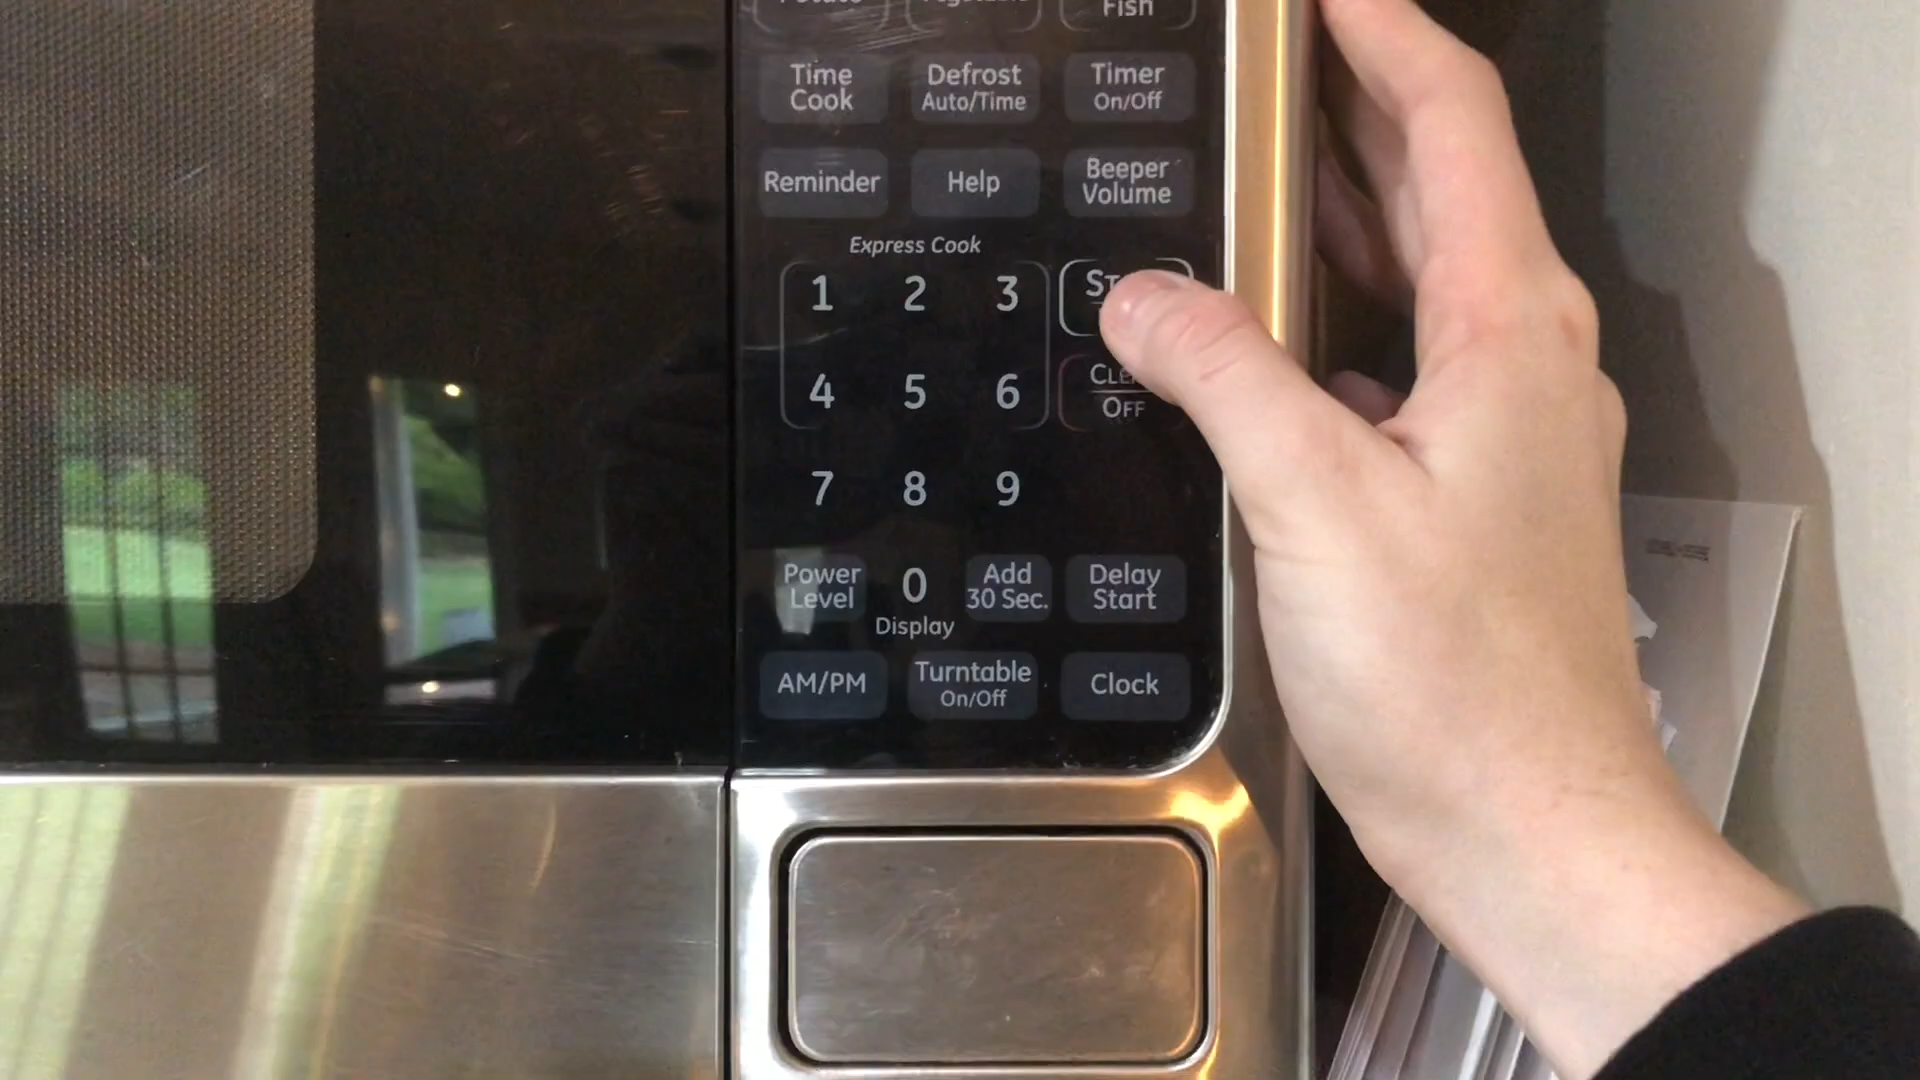 Fish
Time
Cook
Defrost
Auto/Time
Timer
On/Off
Reminder
Help
Beeper
Volume
Express Cook
1 2 3
4 5 6
Off
7 8 9
Power
Level
0
Display
Add
30 Sec.
Delay
Start
AM/PM
Turntable
On/Off
Clock